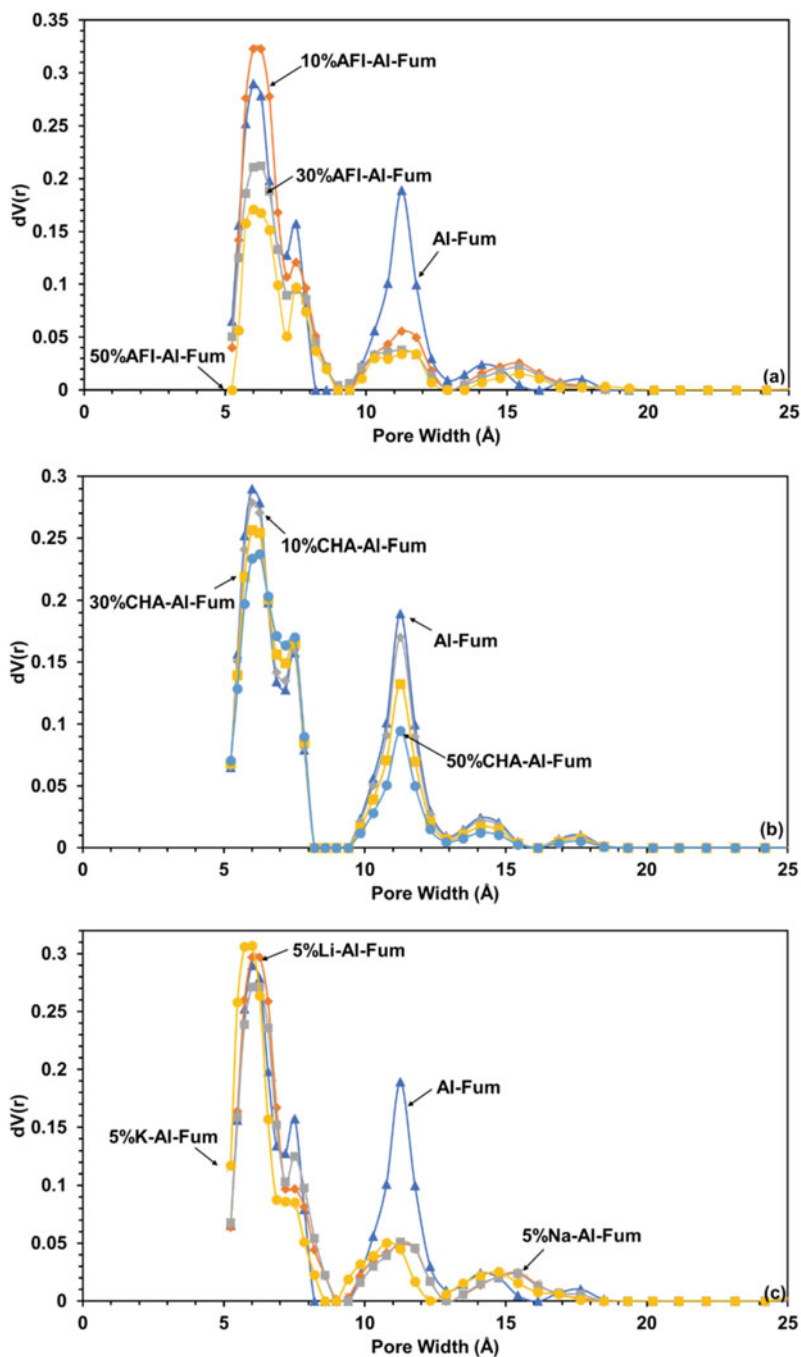 0.35
10%AFI-Al-Fum
0.3
0.25
0.2
30%AFI-Al-Fum
dV(r)
Al-Fum
0.15
0.1
0.05
50%AFI-Al-Fum
(a)
0
0 5 10 15 20 25
Pore Width (Å)
0.3
10%CHA-Al-Fum
0.25
30%CHA-Al-Fum
0.2
Al-Fum
dV(r)
0.15
0.1
50%CHA-Al-Fum
0.05
(b)
0
0 5 10 15 20 25
Pore Width (Å)
0.3
5%Li-Al-Fum
0.25
0.2
Al-Fum
dV(r)
0.15
5%K-Al-Fum
0.1
5%Na-Al-Fum
0.05
(c)
0
0 5 10 15 20 25
Pore Width (Å)